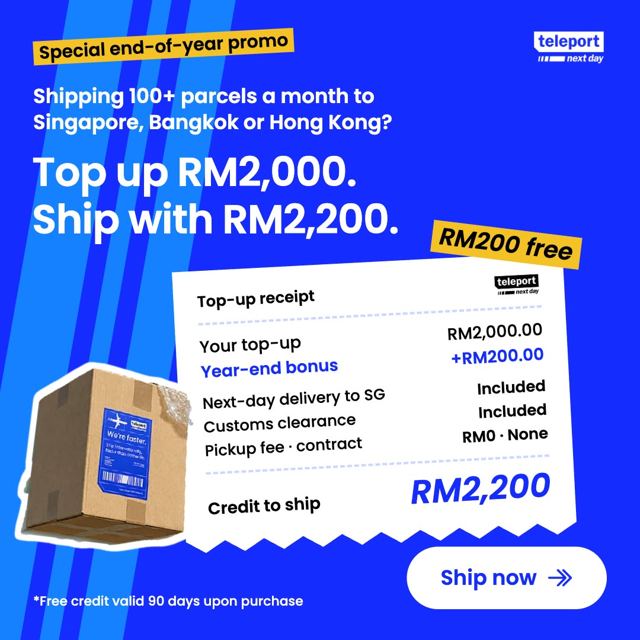 Special end-of-year promo
teleport
next day
Shipping 100+ parcels a month to
Singapore, Bangkok or Hong Kong?
Top up RM2,000.
Ship with RM2,200.
RM200 free
Top-up receipt
teleport
next day
Your top-up RM2,000.00
Year-end bonus +RM200.00
Next-day delivery to SG Included
Customs clearance Included
Pickup fee · contract RM0 · None
Credit to ship RM2,200
teleport
We're faster.
Ship now
*Free credit valid 90 days upon purchase